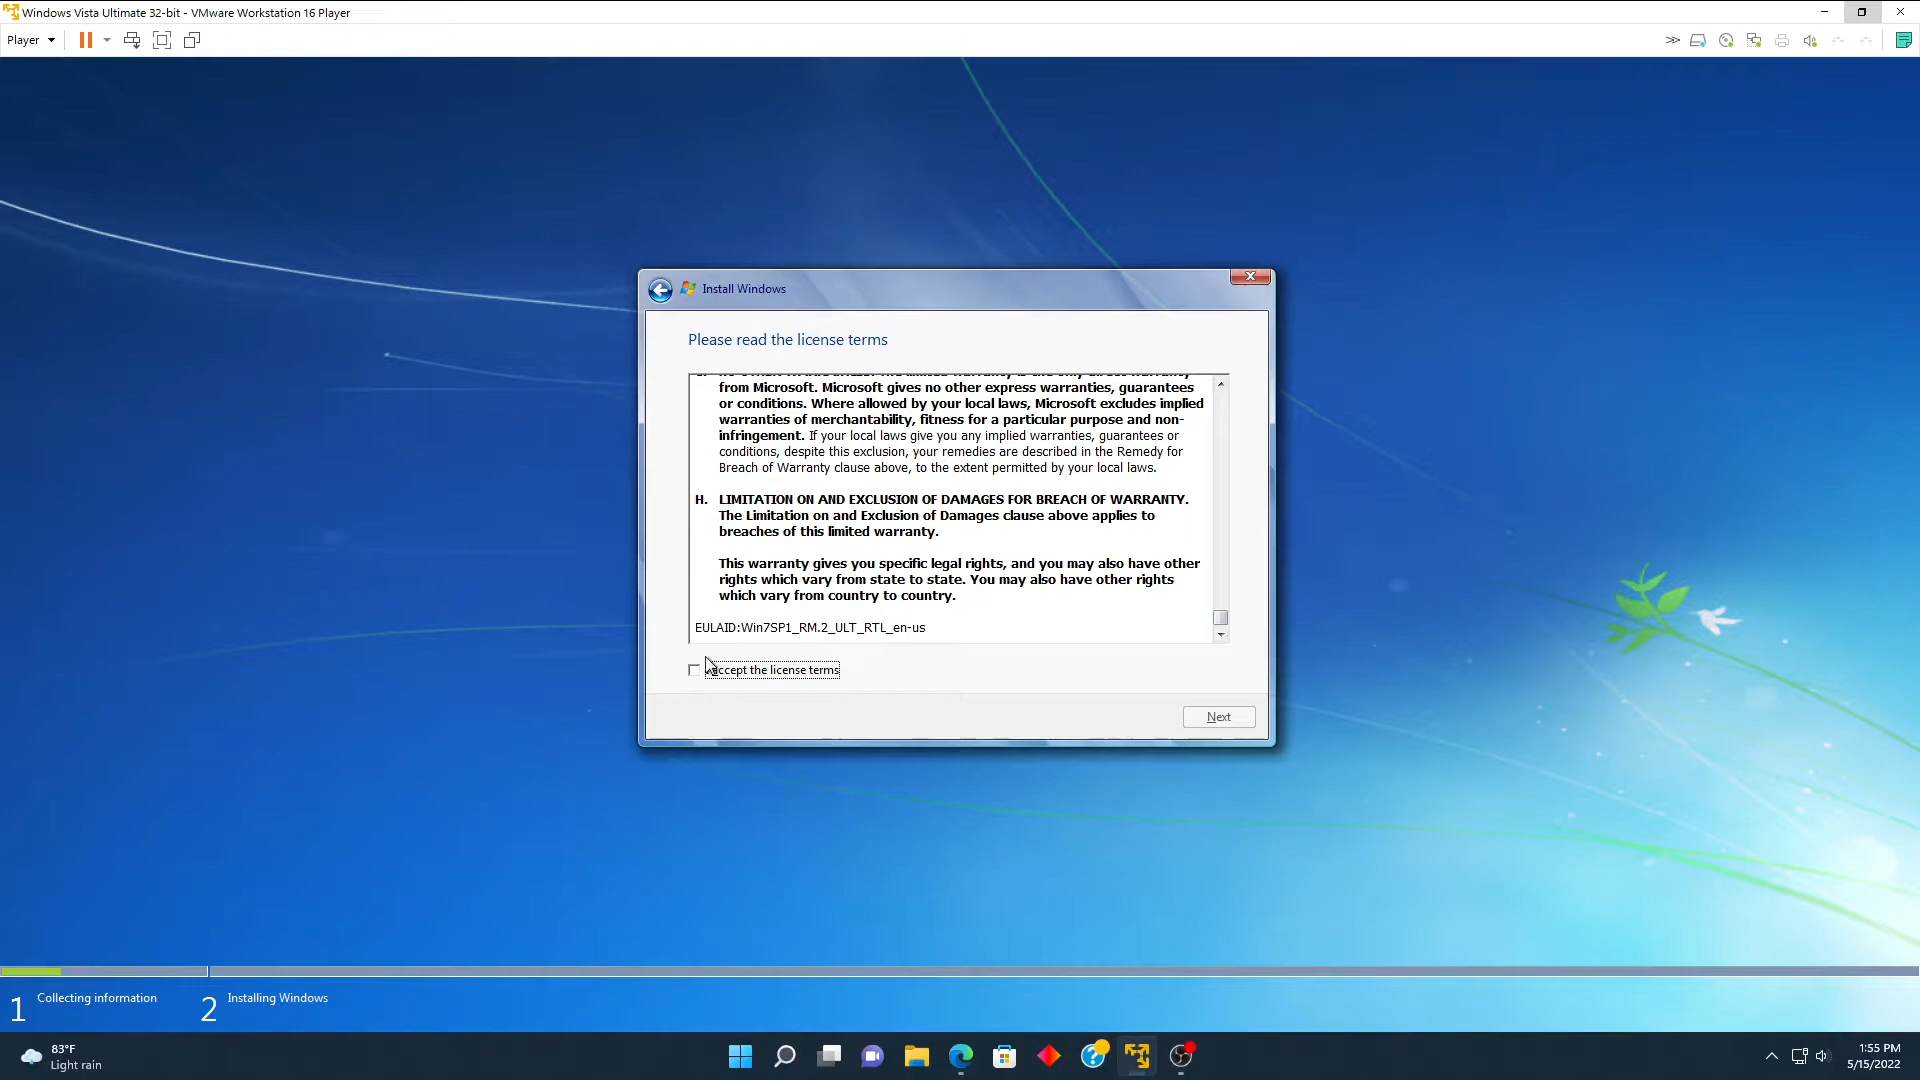 Windows Vista Ultimate 32-bit - VMware Workstation 16 Player
Player
Install Windows
Please read the license terms
from Microsoft. Microsoft gives no other express warranties, guarantees
or conditions. Where allowed by your local laws, Microsoft excludes implied
warranties of merchantability, fitness for a particular purpose and non-
infringement. If your local laws give you any implied warranties, guarantees or
conditions, despite this exclusion, your remedies are described in the Remedy for
Breach of Warranty clause above, to the extent permitted by your local laws.
H. LIMITATION ON AND EXCLUSION OF DAMAGES FOR BREACH OF WARRANTY.
The Limitation on and Exclusion of Damages clause above applies to
breaches of this limited warranty.
This warranty gives you specific legal rights, and you may also have other
rights which vary from state to state. You may also have other rights
which vary from country to country.
EULAID:Win7SP1_RM.2_ULT_RTL_en-us
accept the license terms
Next
1 Collecting information
2 Installing Windows
83°F
Light rain
1:55 PM
5/15/2022